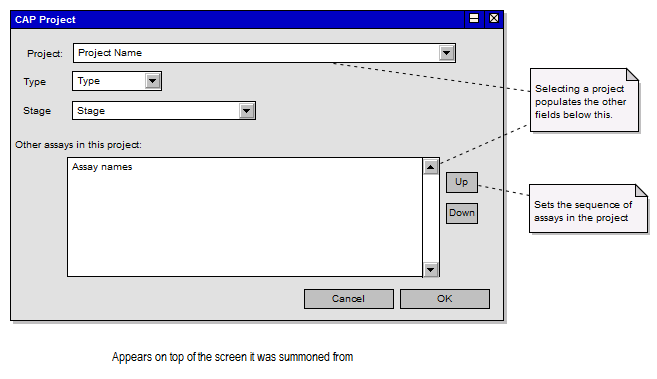 CAP Project
Project: Project Name
Type Type
Stage Stage
Selecting a project
populates the other
fields below this.
Other assays in this project:
Assay names
Up
Down
Sets the sequence of
assays in the project
Cancel OK
Appears on top of the screen it was summoned from